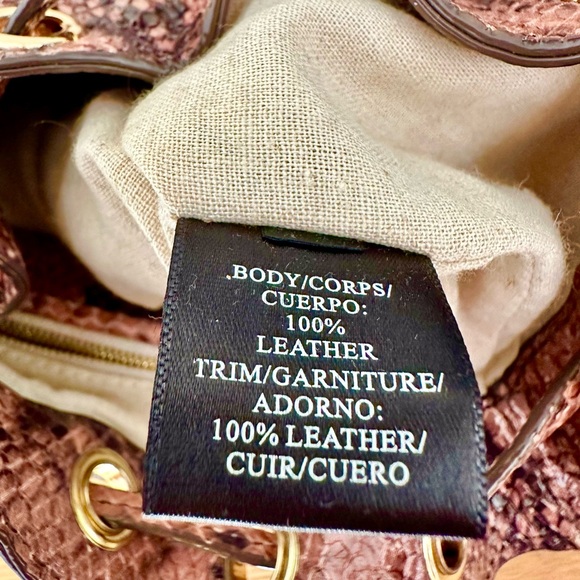 .BODY/CORPS/
CUERPO:
100%
LEATHER
TRIM/GARNITURE/
ADORNO:
100% LEATHER/
CUIR/CUERO